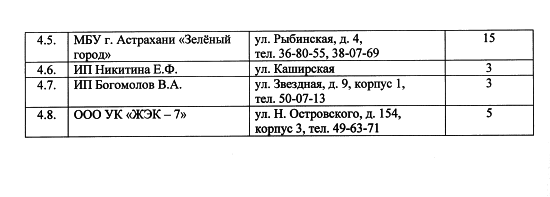 4.5. МБУ г. Астрахани «Зелёный ул. Рыбинская, д. 4, 15
город» тел. 36-80-55, 38-07-69
4.6. ИП Никитина Е.Ф. ул. Каширская 3
4.7. ИП Богомолов В.А. ул. Звездная, д. 9, корпус 1, 3
тел. 50-07-13
4.8. ООО УК «ЖЭК – 7» ул. Н. Островского, д. 154, 5
корпус 3, тел. 49-63-71